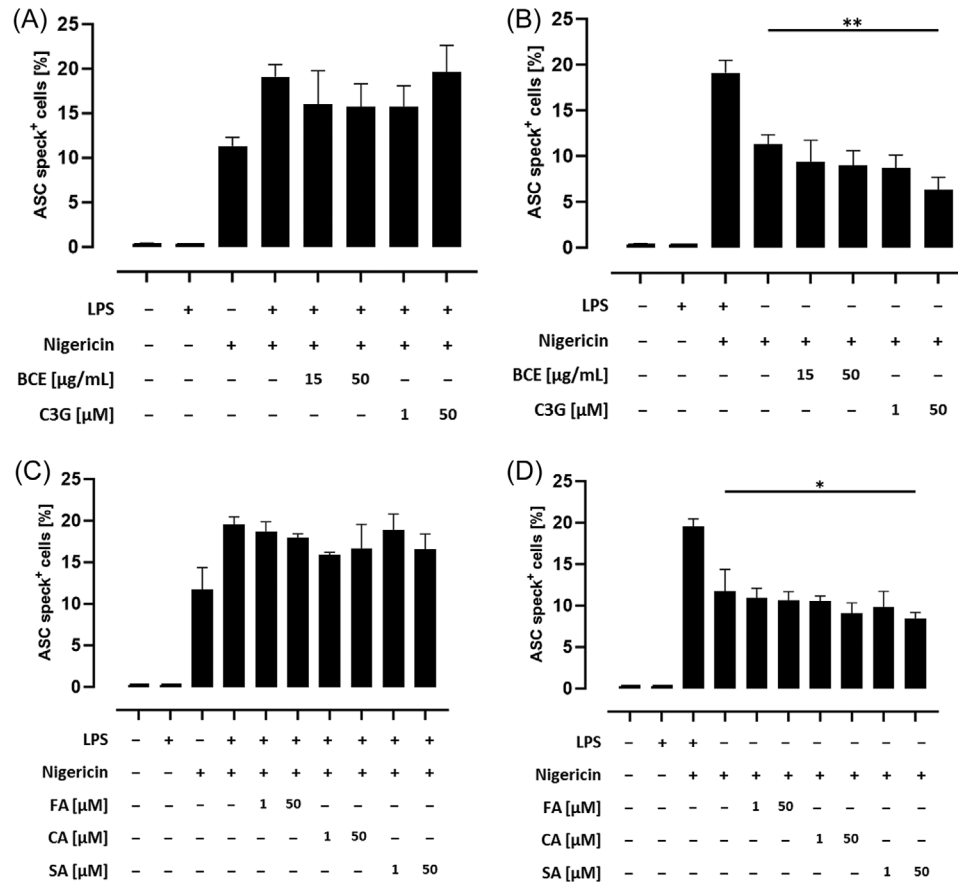 (A)
ASC speck⁺ cells [%]
25
20
15
10
5
0
LPS – + – + + + + +
Nigericin – – + + + + + +
BCE [µg/mL] – – – – 15 50 – –
C3G [µM] – – – – – – 1 50
(B)
ASC speck⁺ cells [%]
25
20
15
10
5
0
**
LPS – + + – – – – –
Nigericin – – + + + + + +
BCE [µg/mL] – – – – 15 50 – –
C3G [µM] – – – – – – 1 50
(C)
ASC speck⁺ cells [%]
25
20
15
10
5
0
LPS – + – + + + + + + +
Nigericin – – + + + + + + + +
FA [µM] – – – – 1 50 – – – –
CA [µM] – – – – – – 1 50 – –
SA [µM] – – – – – – – – 1 50
(D)
ASC speck⁺ cells [%]
25
20
15
10
5
0
*
LPS – + + – – – – – – –
Nigericin – – + + + + + + + +
FA [µM] – – – – 1 50 – – – –
CA [µM] – – – – – – 1 50 – –
SA [µM] – – – – – – – – 1 50